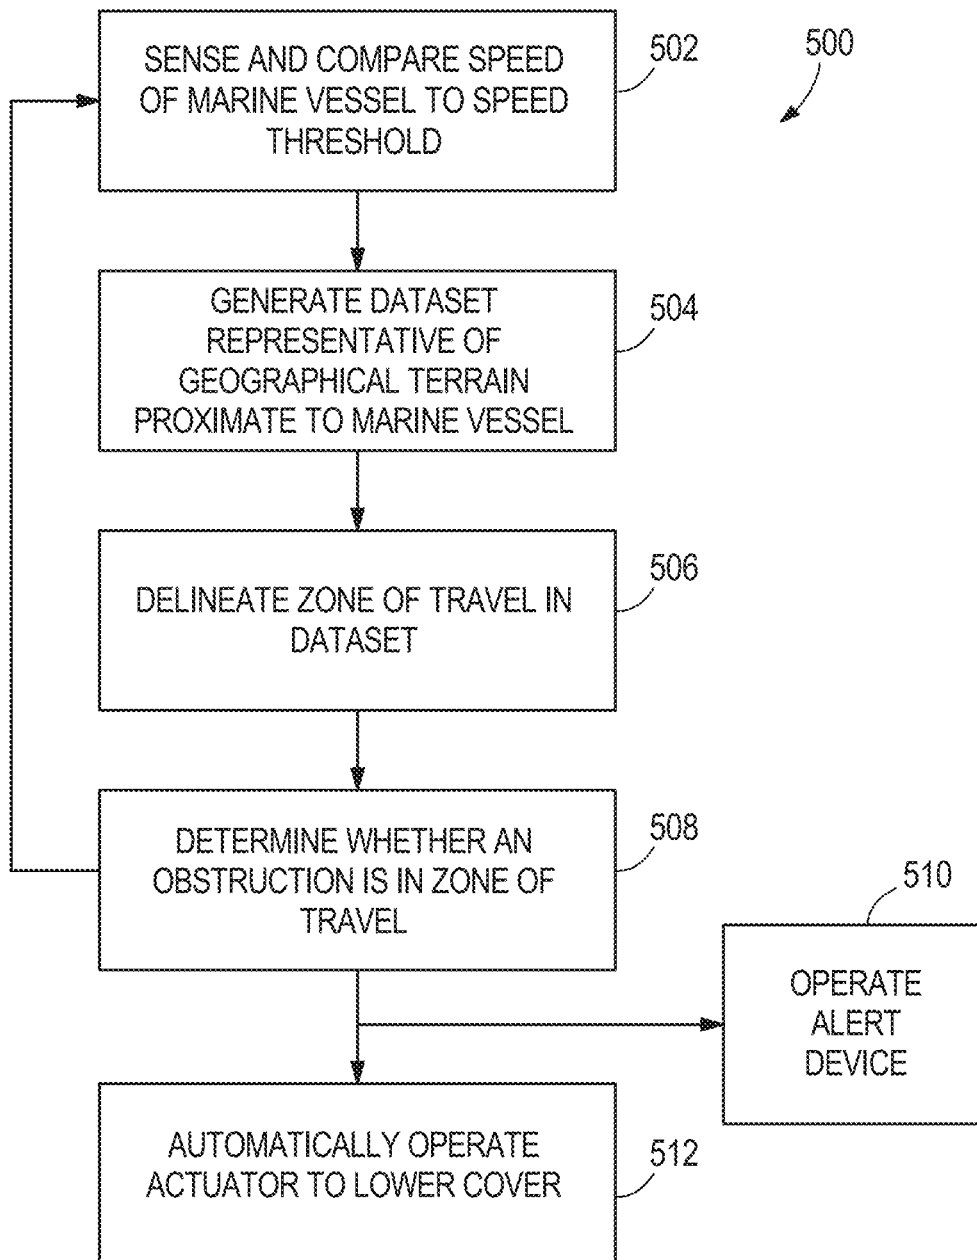 500
SENSE AND COMPARE SPEED
OF MARINE VESSEL TO SPEED
THRESHOLD
502
GENERATE DATASET
REPRESENTATIVE OF
GEOGRAPHICAL TERRAIN
PROXIMATE TO MARINE VESSEL
504
DELINEATE ZONE OF TRAVEL IN
DATASET
506
DETERMINE WHETHER AN
OBSTRUCTION IS IN ZONE OF
TRAVEL
508
510
OPERATE
ALERT
DEVICE
AUTOMATICALLY OPERATE
ACTUATOR TO LOWER COVER
512